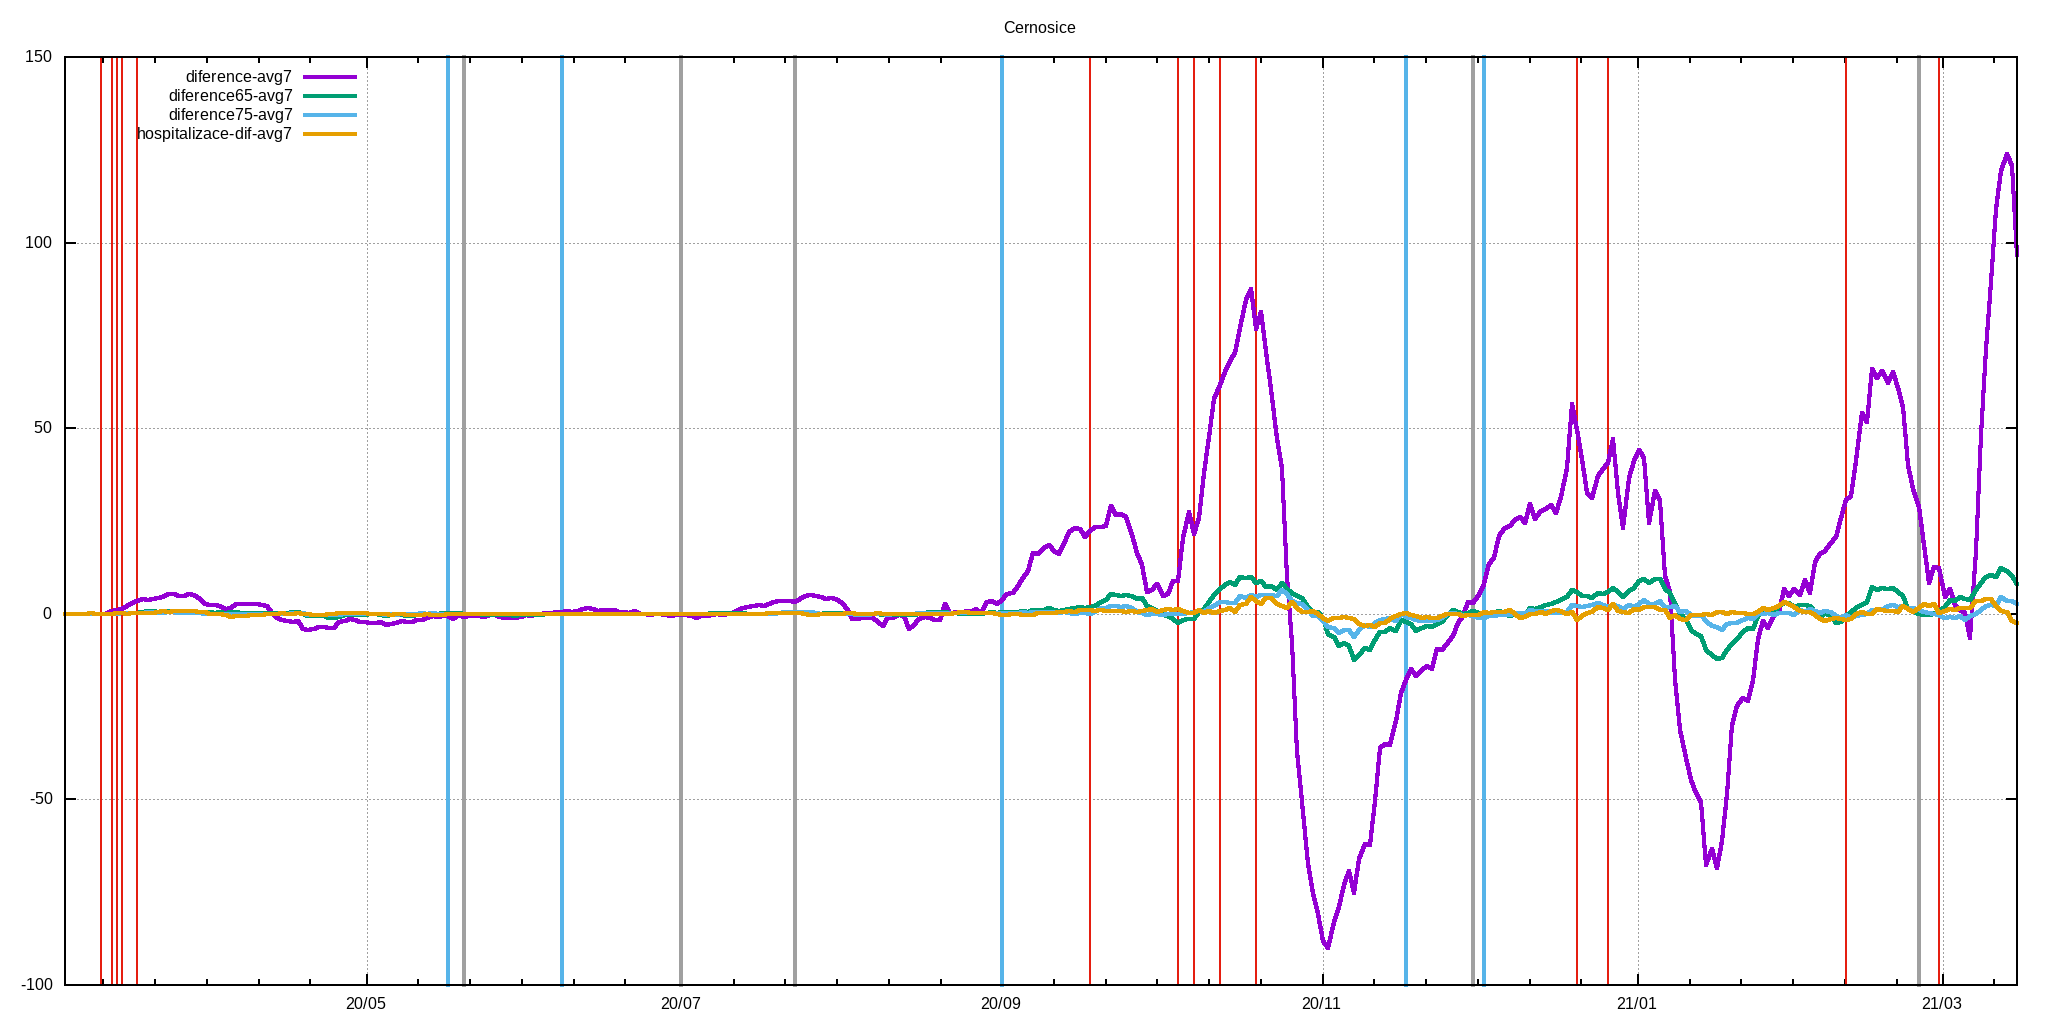 Cernosice
150
100
50
0
-50
-100
diference-avg7
diference65-avg7
diference75-avg7
hospitalizace-dif-avg7
20/05
20/07
20/09
20/11
21/01
21/03